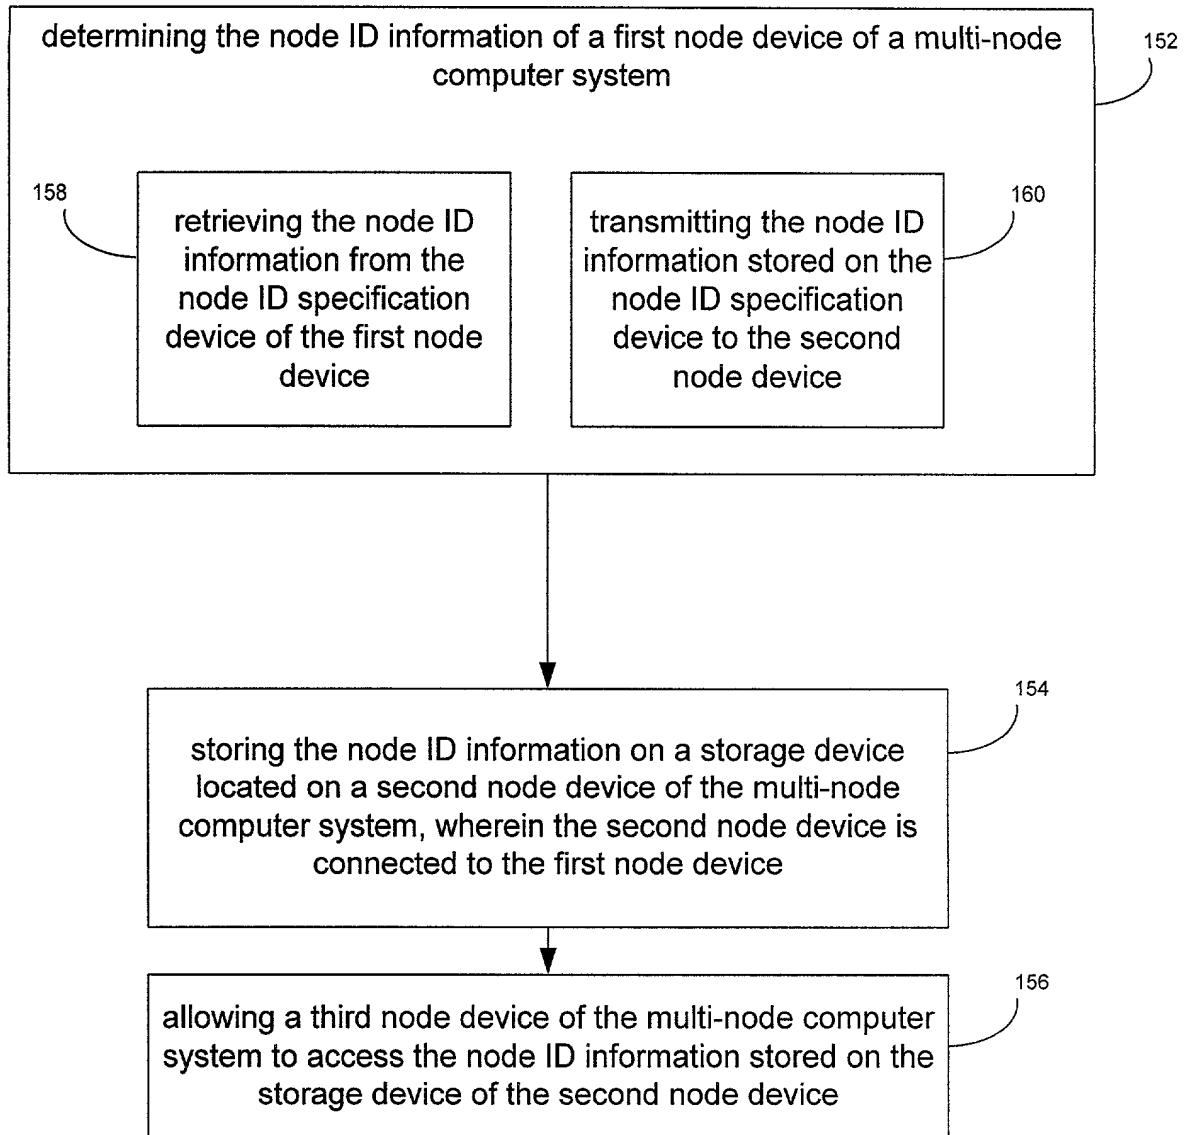 determining the node ID information of a first node device of a multi-node
computer system
152
158
retrieving the node ID
information from the
node ID specification
device of the first node
device
160
transmitting the node ID
information stored on the
node ID specification
device to the second
node device
154
storing the node ID information on a storage device
located on a second node device of the multi-node
computer system, wherein the second node device is
connected to the first node device
156
allowing a third node device of the multi-node computer
system to access the node ID information stored on the
storage device of the second node device